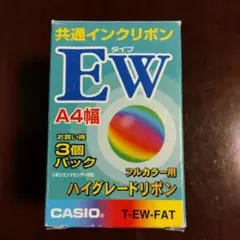 共通インクリボン
EW
タイプ
A4幅
お買い得
3個
パック
フルカラー用
ハイグレードリボン
CASIO®
T-EW-FAT